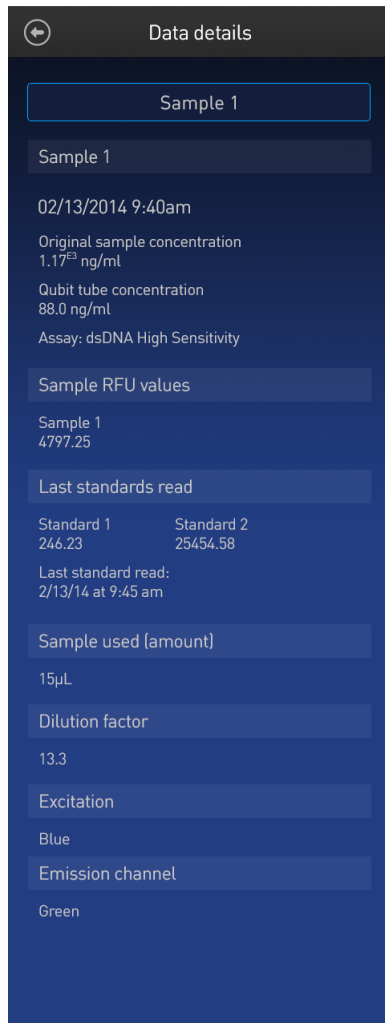 Data details
Sample 1
Sample 1
02/13/2014 9:40am
Original sample concentration
1.17ᴱ³ ng/ml
Qubit tube concentration
88.0 ng/ml
Assay: dsDNA High Sensitivity
Sample RFU values
Sample 1
4797.25
Last standards read
Standard 1 Standard 2
246.23 25454.58
Last standard read:
2/13/14 at 9:45 am
Sample used (amount)
15µL
Dilution factor
13.3
Excitation
Blue
Emission channel
Green